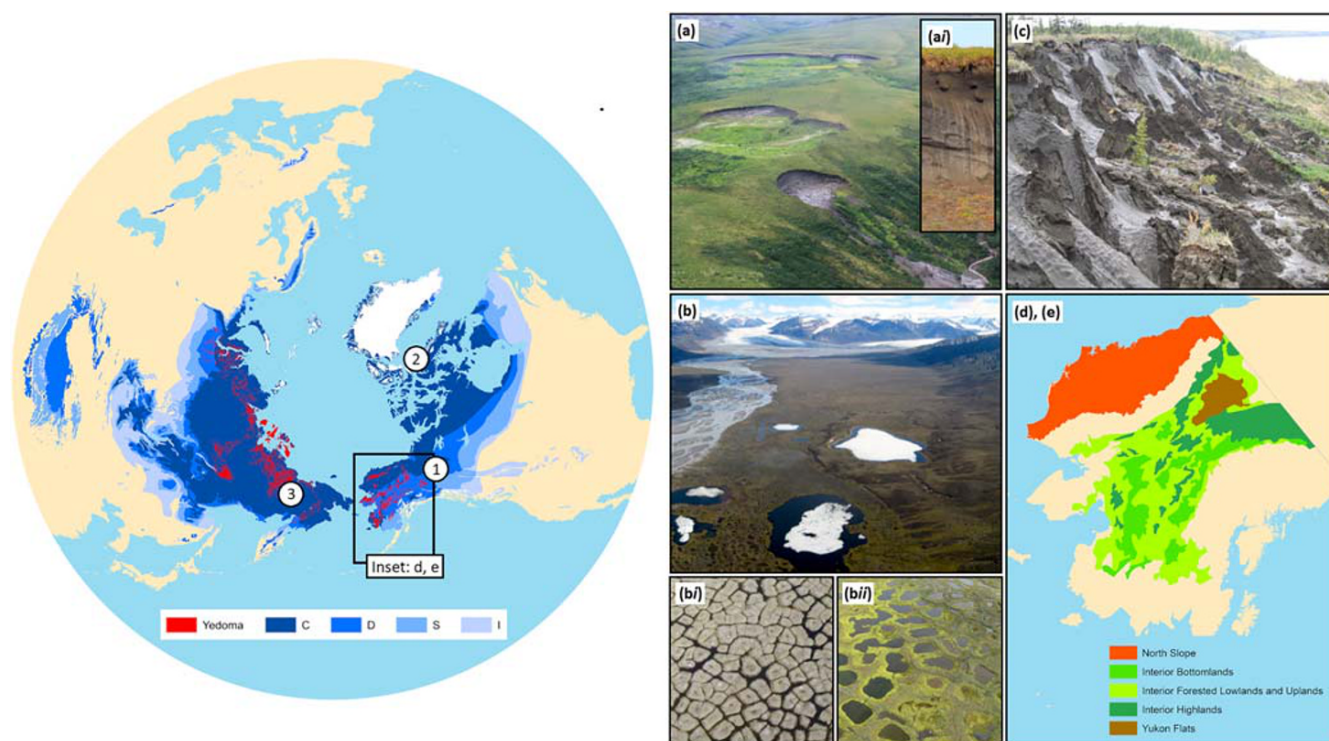 2
1
3
Inset: d, e
Yedoma
C
D
S
I
(a)
(ai)
(c)
(b)
(bi)
(bii)
(d), (e)
North Slope
Interior Bottomlands
Interior Forested Lowlands and Uplands
Interior Highlands
Yukon Flats